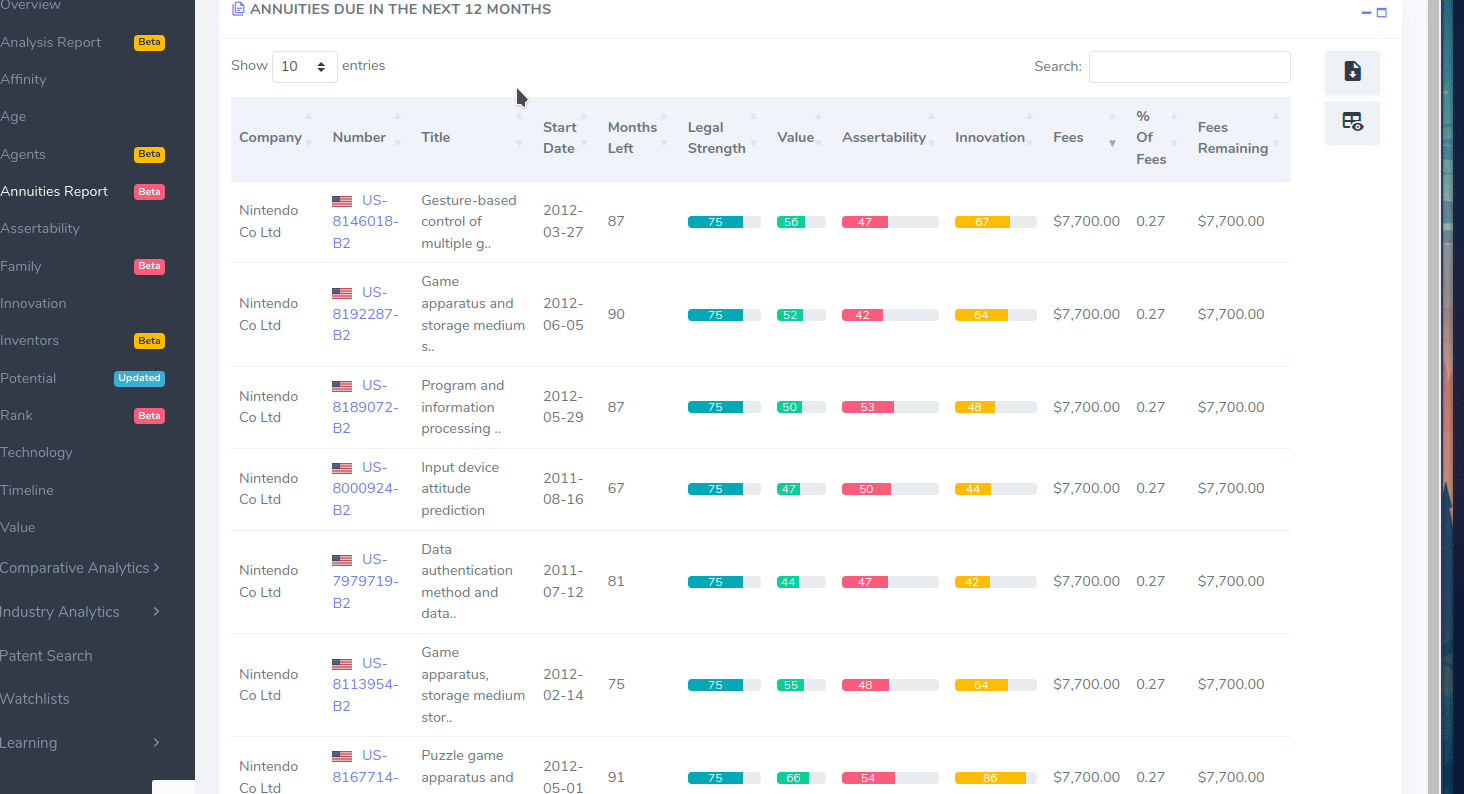 Overview
Analysis Report Beta
Affinity
Age
Agents Beta
Annuities Report Beta
Assertability
Family Beta
Innovation
Inventors Beta
Potential Updated
Rank Beta
Technology
Timeline
Value
Comparative Analytics
Industry Analytics
Patent Search
Watchlists
Learning
ANNUITIES DUE IN THE NEXT 12 MONTHS
Show 10 entries
Search:
Company
Number
Title
Start
Date
Months
Left
Legal
Strength
Value
Assertability
Innovation
Fees
%
Of
Fees
Fees
Remaining
Nintendo
Co Ltd
US-
8146018-
B2
Gesture-based
control of
multiple g..
2012-
03-27
87
75
56
47
67
$7,700.00
0.27
$7,700.00
Nintendo
Co Ltd
US-
8192287-
B2
Game
apparatus and
storage medium
s..
2012-
06-05
90
75
52
42
64
$7,700.00
0.27
$7,700.00
Nintendo
Co Ltd
US-
8189072-
B2
Program and
information
processing ..
2012-
05-29
87
75
50
53
48
$7,700.00
0.27
$7,700.00
Nintendo
Co Ltd
US-
8000924-
B2
Input device
attitude
prediction
2011-
08-16
67
75
47
50
44
$7,700.00
0.27
$7,700.00
Nintendo
Co Ltd
US-
7979719-
B2
Data
authentication
method and
data..
2011-
07-12
81
75
44
47
42
$7,700.00
0.27
$7,700.00
Nintendo
Co Ltd
US-
8113954-
B2
Game
apparatus,
storage medium
stor..
2012-
02-14
75
75
55
48
64
$7,700.00
0.27
$7,700.00
Nintendo
Co Ltd
US-
8167714-
Puzzle game
apparatus and
2012-
05-01
91
75
66
54
86
$7,700.00
0.27
$7,700.00